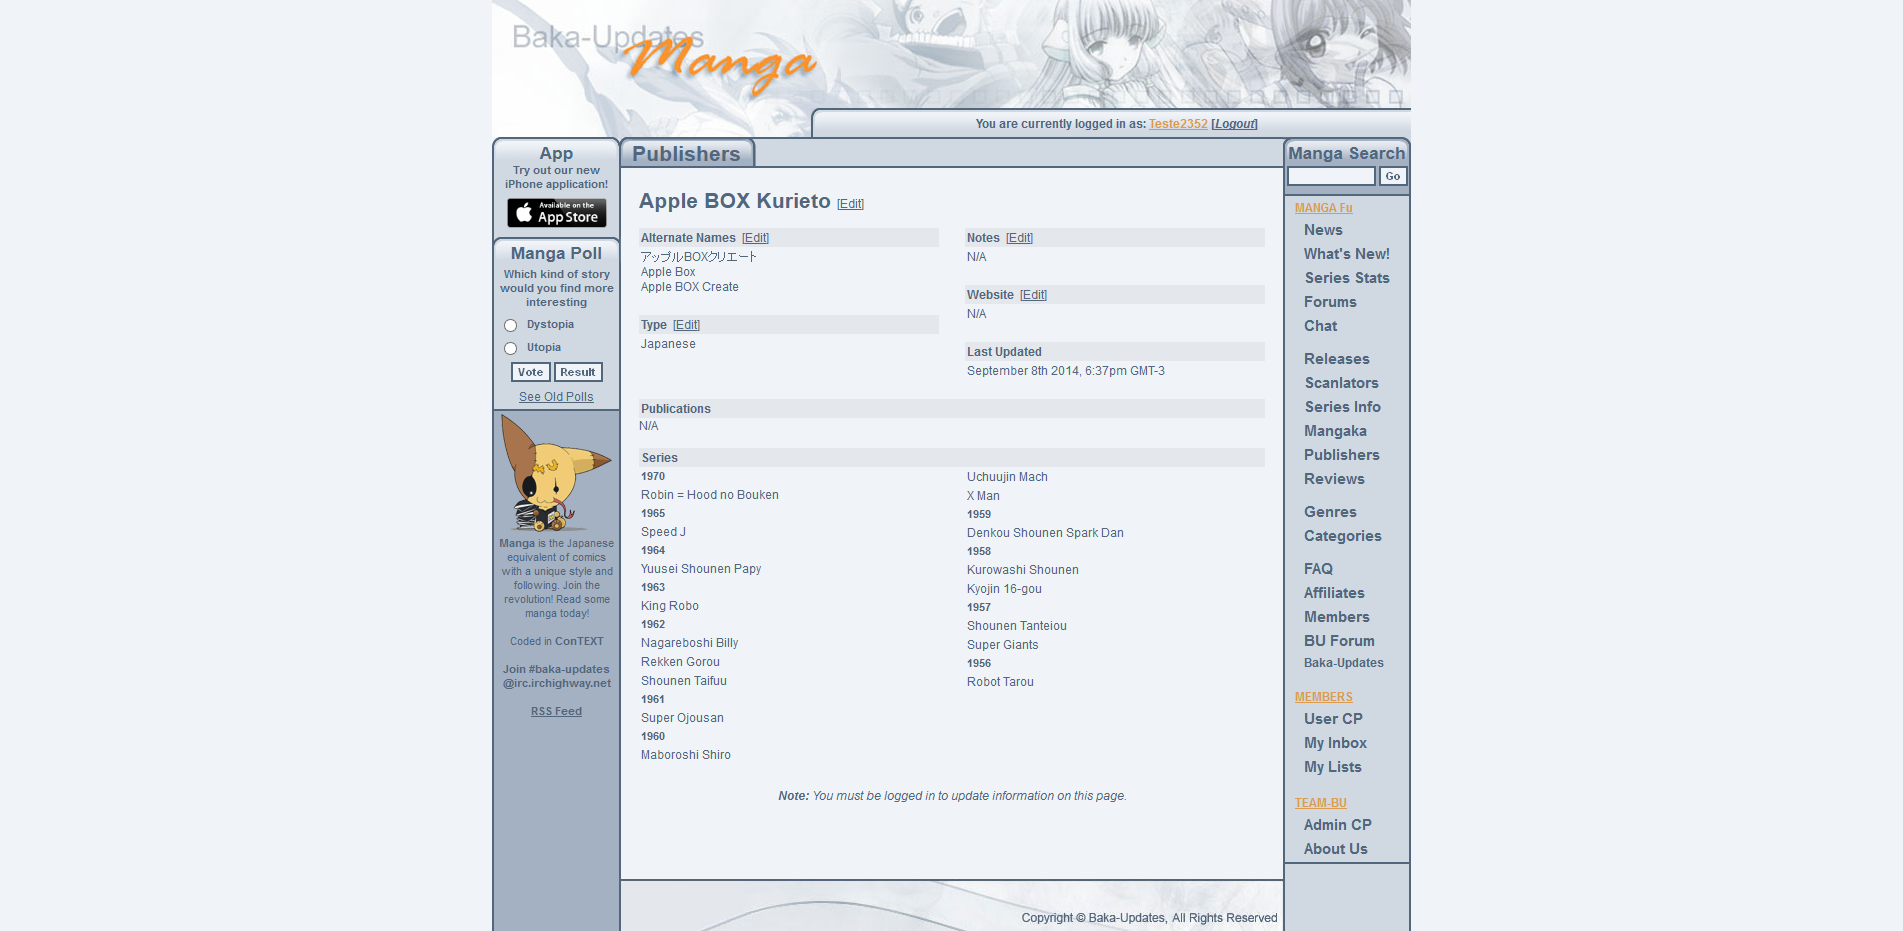 Baka-Updates
Manga
You are currently logged in as: Teste2352 [Logout]
App
Try out our new
iPhone application!
Available on the
App Store
Manga Poll
Which kind of story
would you find more
interesting
Dystopia
Utopia
Vote Result
See Old Polls
Manga is the Japanese
equivalent of comics
with a unique style and
following. Join the
revolution! Read some
manga today!
Coded in ConTEXT
Join #baka-updates
@irc.irchighway.net
RSS Feed
Publishers
Apple BOX Kurieto [Edit]
Alternate Names [Edit]
アップルBOXクリエート
Apple Box
Apple BOX Create
Type [Edit]
Japanese
Notes [Edit]
N/A
Website [Edit]
N/A
Last Updated
September 8th 2014, 6:37pm GMT-3
Publications
N/A
Series
1970
Robin = Hood no Bouken
1965
Speed J
1964
Yuusei Shounen Papy
1963
King Robo
1962
Nagareboshi Billy
Rekken Gorou
Shounen Taifuu
1961
Super Ojousan
1960
Maboroshi Shiro
Uchuujin Mach
X Man
1959
Denkou Shounen Spark Dan
1958
Kurowashi Shounen
Kyojin 16-gou
1957
Shounen Tanteiou
Super Giants
1956
Robot Tarou
Note: You must be logged in to update information on this page.
Copyright © Baka-Updates, All Rights Reserved
Manga Search
Go
MANGA Fu
News
What's New!
Series Stats
Forums
Chat
Releases
Scanlators
Series Info
Mangaka
Publishers
Reviews
Genres
Categories
FAQ
Affiliates
Members
BU Forum
Baka-Updates
MEMBERS
User CP
My Inbox
My Lists
TEAM-BU
Admin CP
About Us